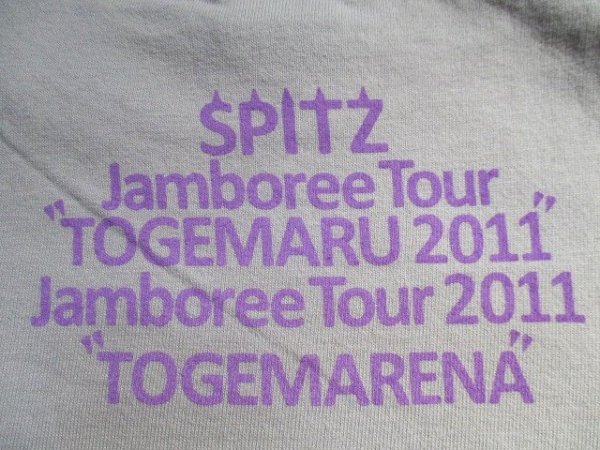 SPITZ
Jamboree Tour
"TOGEMARU 2011"
Jamboree Tour 2011
"TOGEMARENA"